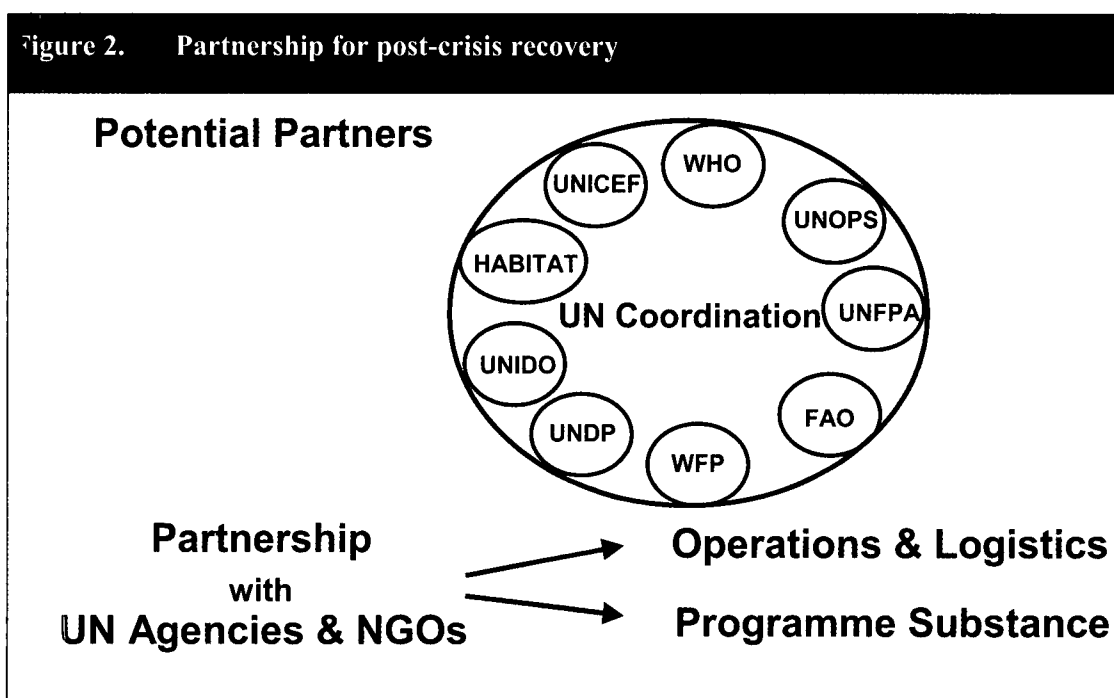 Figure 2. Partnership for post-crisis recovery
Potential Partners
WHO
UNICEF
UNOPS
HABITAT
UN Coordination
UNFPA
UNIDO
FAO
UNDP
WFP
Partnership
with
UN Agencies & NGOs
Operations & Logistics
Programme Substance